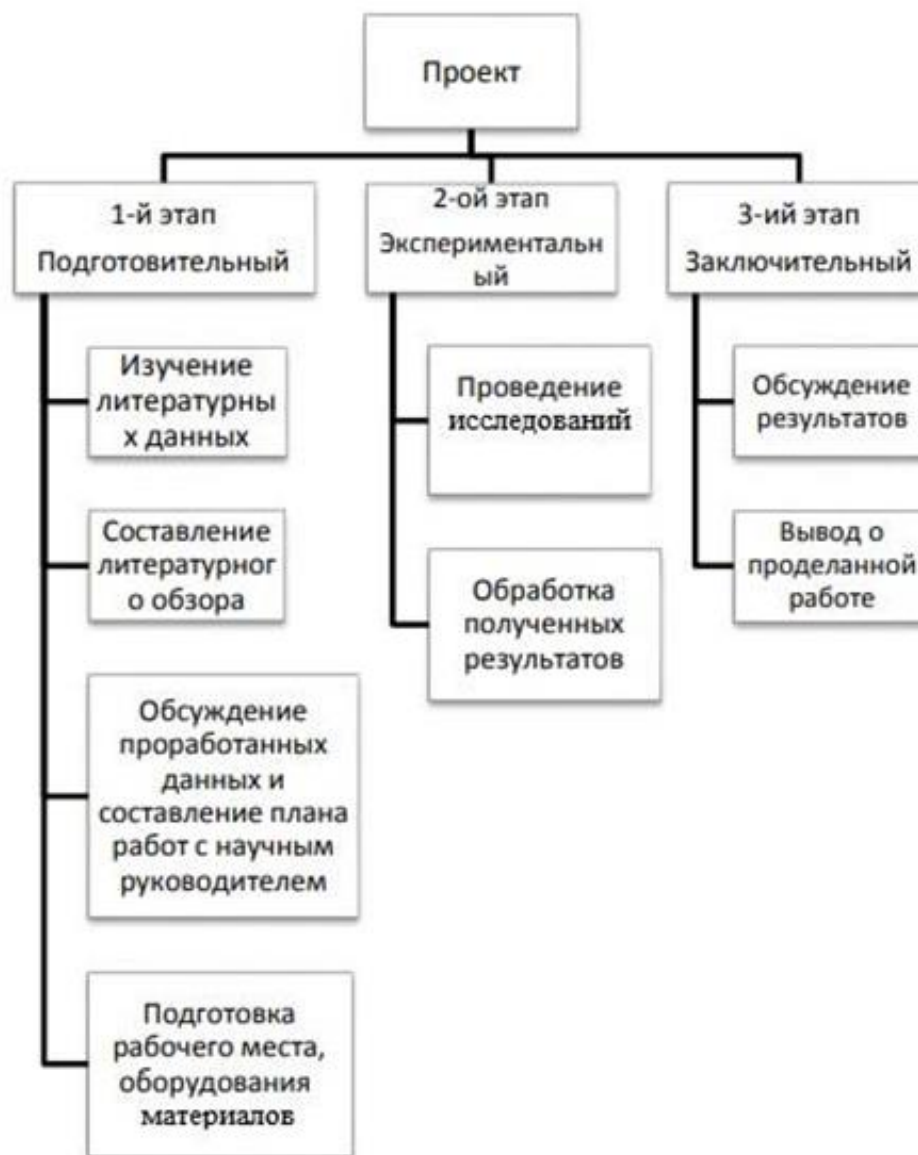 Проект
1-й этап
Подготовительный
Изучение
литературны
х данных
Составление
литературног
о обзора
Обсуждение
проработанных
данных и
составление плана
работ с научным
руководителем
Подготовка
рабочего места,
оборудования
материалов
2-ой этап
Экспериментальн
ый
Проведение
исследований
Обработка
полученных
результатов
3-ий этап
Заключительный
Обсуждение
результатов
Вывод о
проделанной
работе